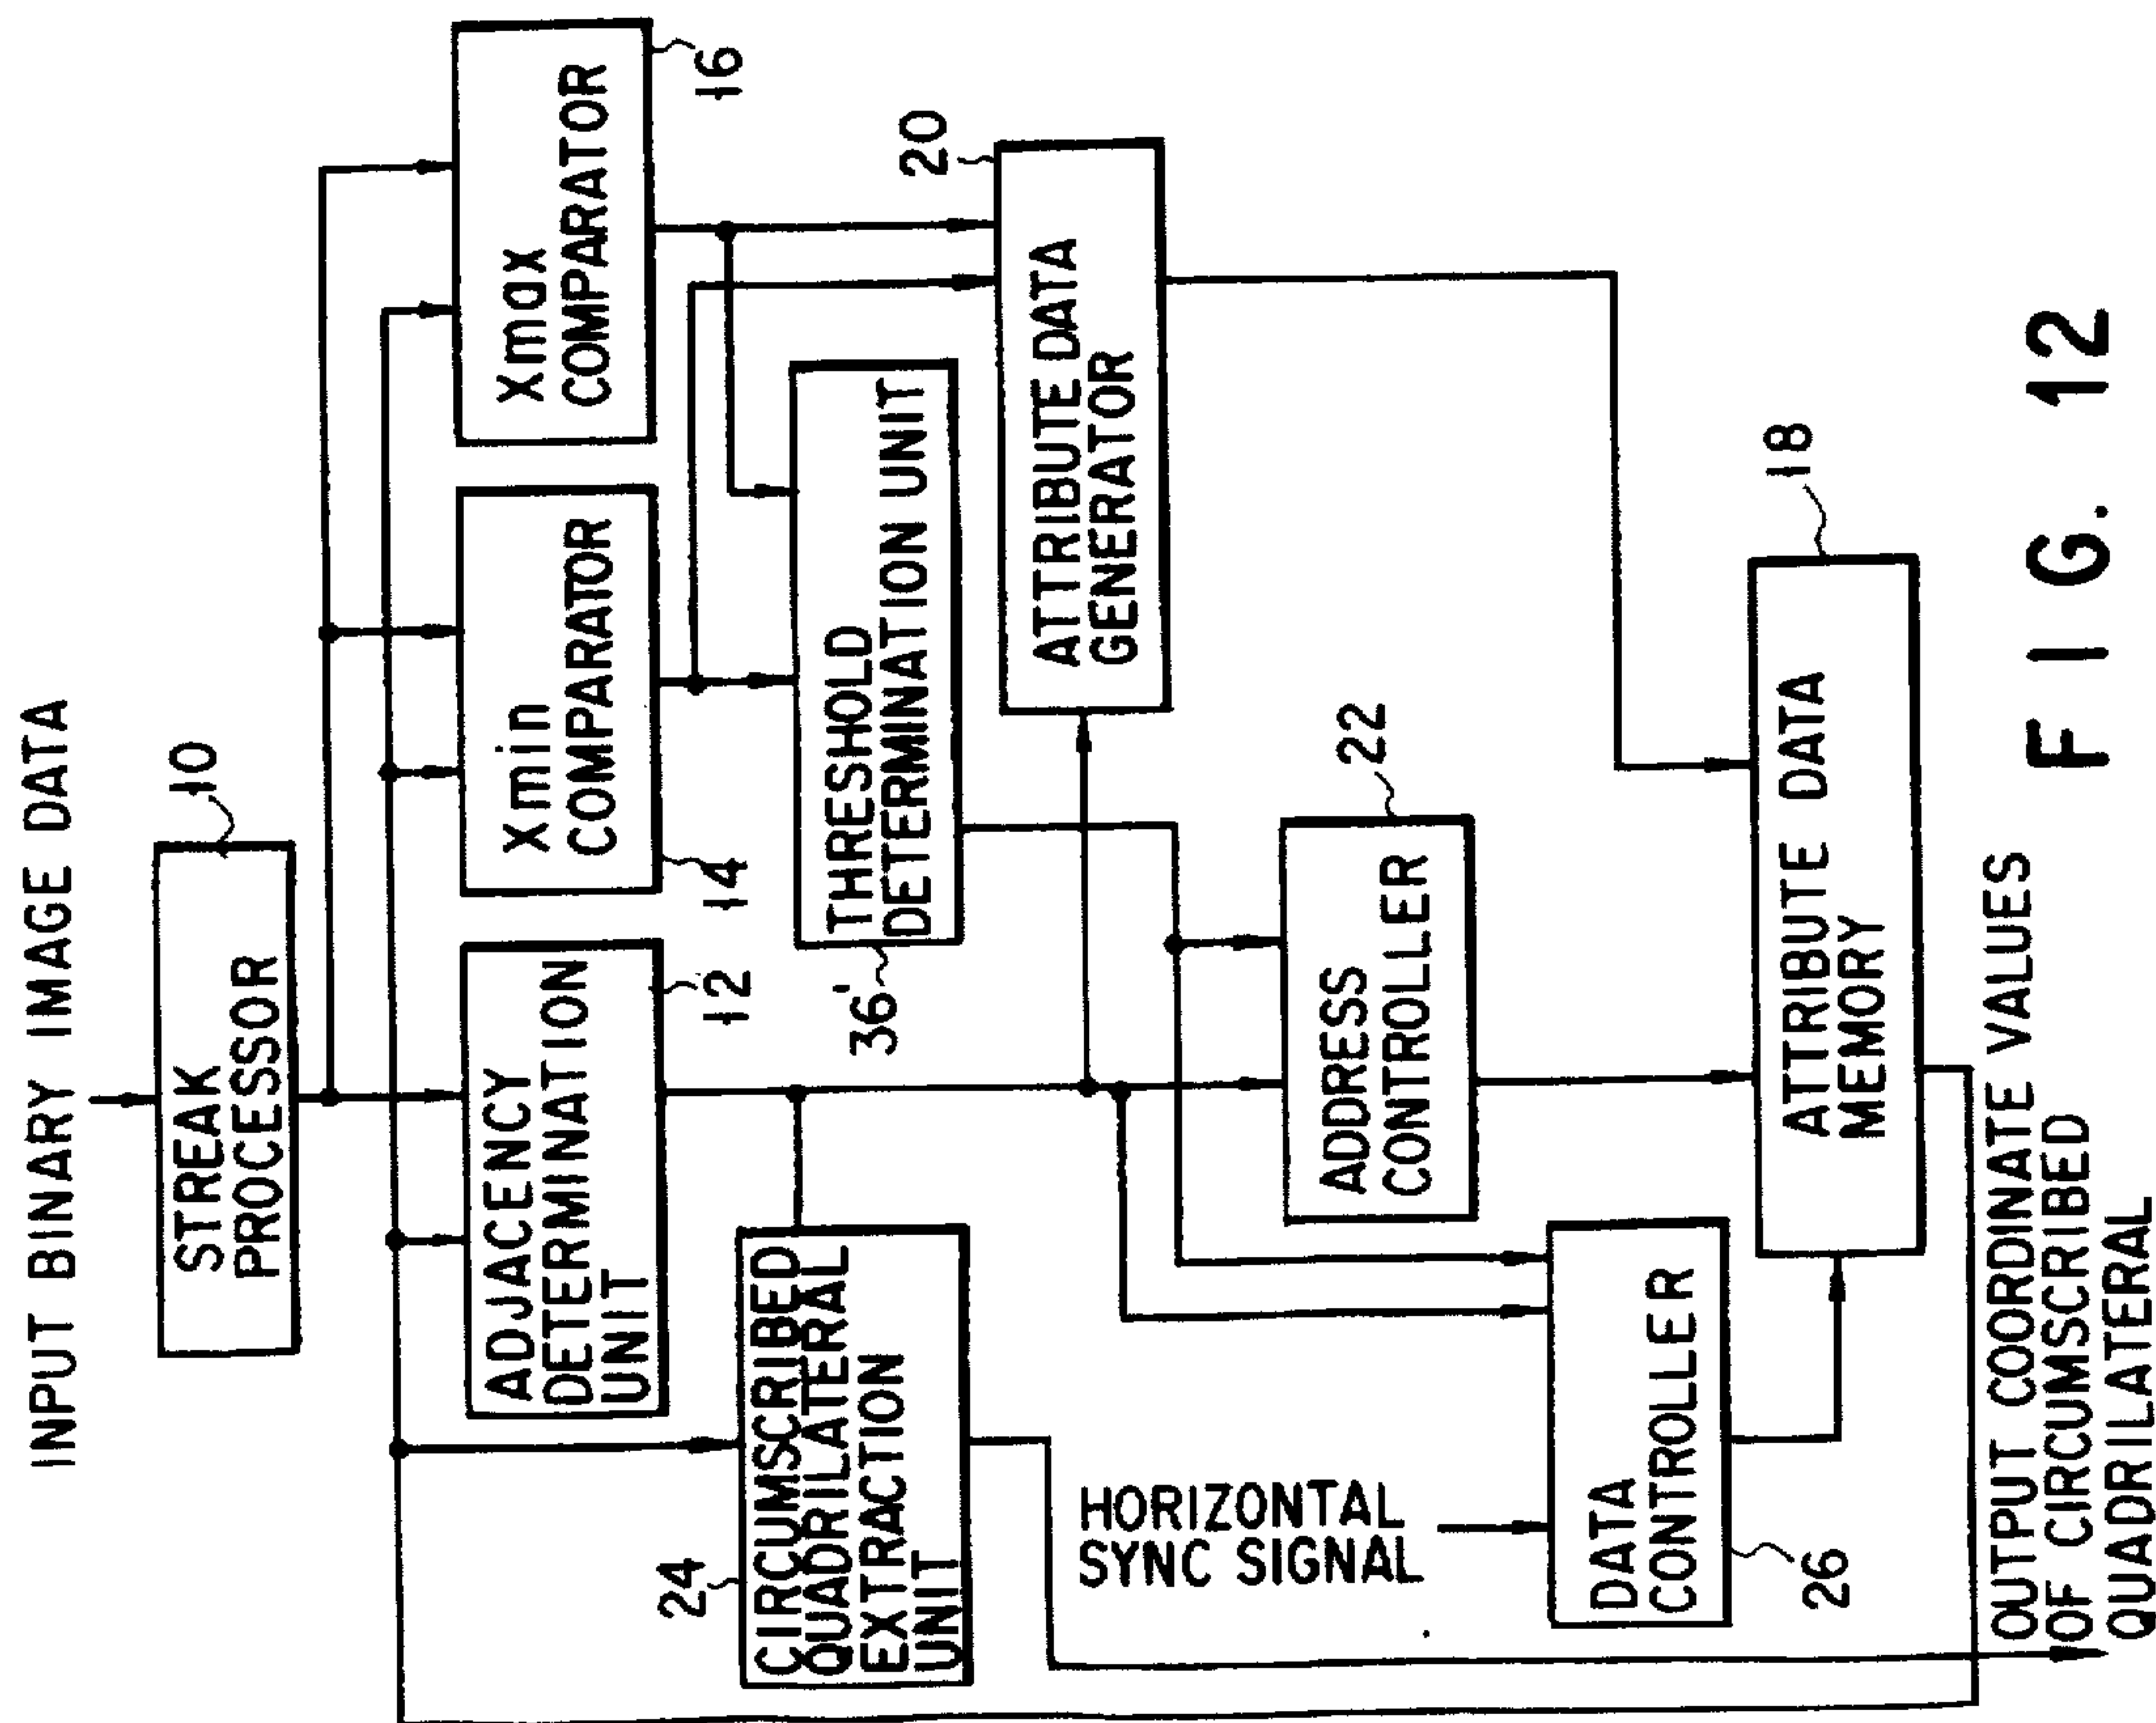 INPUT BINARY IMAGE DATA
10
STREAK
PROCESSOR
ADJACENCY
DETERMINATION
UNIT
12
Xmin
COMPARATOR
14
Xmax
COMPARATOR
16
24
CIRCUMSCRIBED
QUADRILATERAL
EXTRACTION
UNIT
THRESHOLD
DETERMINATION UNIT
36'
20
ATTRIBUTE DATA
GENERATOR
HORIZONTAL
SYNC SIGNAL
ADDRESS
CONTROLLER
22
DATA
CONTROLLER
26
ATTRIBUTE DATA
MEMORY
18
OUTPUT COORDINATE VALUES
OF CIRCUMSCRIBED
QUADRILATERAL
FIG. 12